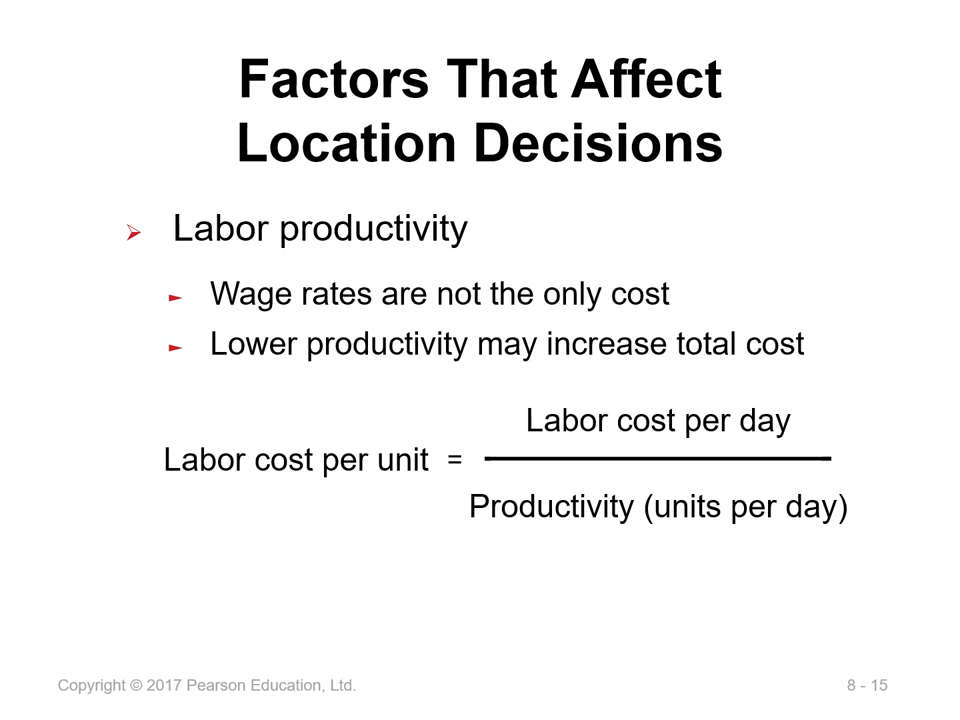 Factors That Affect
Location Decisions
Labor productivity
Wage rates are not the only cost
Lower productivity may increase total cost
Labor cost per day
Labor cost per unit =
Productivity (units per day)
Copyright © 2017 Pearson Education, Ltd.
8 - 15